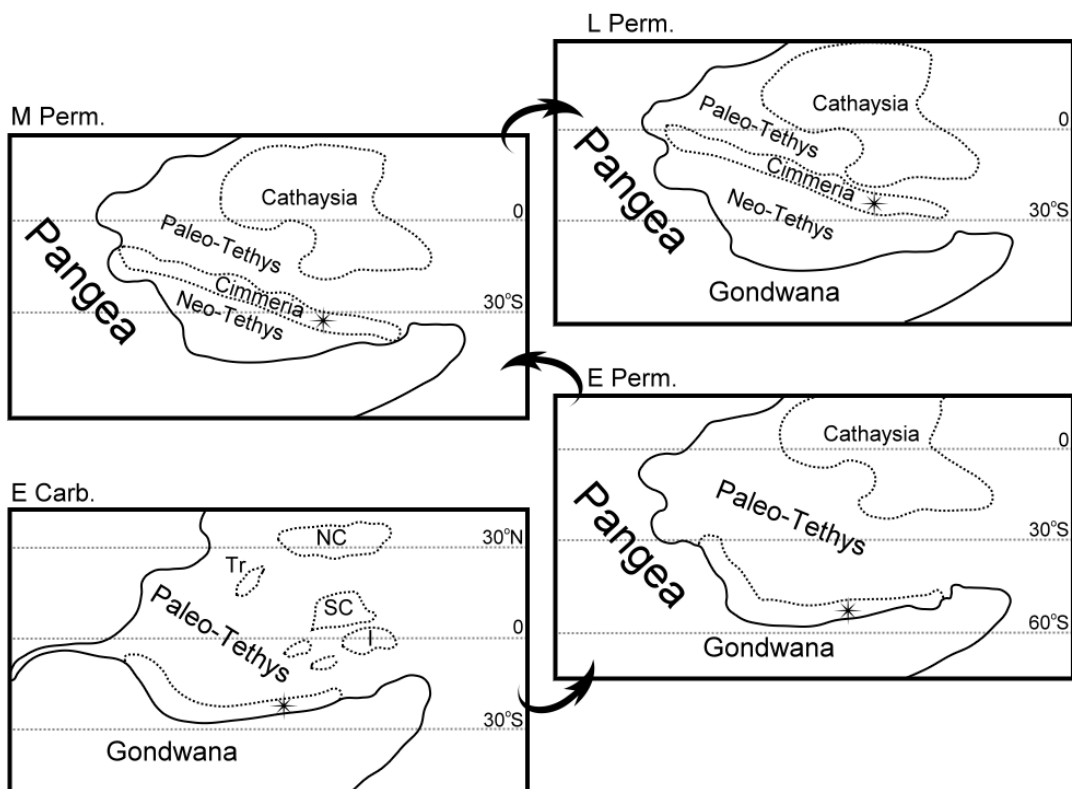 E Carb.
NC
30°N
Tr.
SC
Paleo-Tethys
I
0
30°S
Gondwana
E Perm.
Cathaysia
0
Paleo-Tethys
30°S
Pangea
60°S
Gondwana
M Perm.
Cathaysia
0
Paleo-Tethys
Pangea
Cimmeria
Neo-Tethys
30°S
L Perm.
Cathaysia
0
Paleo-Tethys
Pangea
Cimmeria
Neo-Tethys
30°S
Gondwana